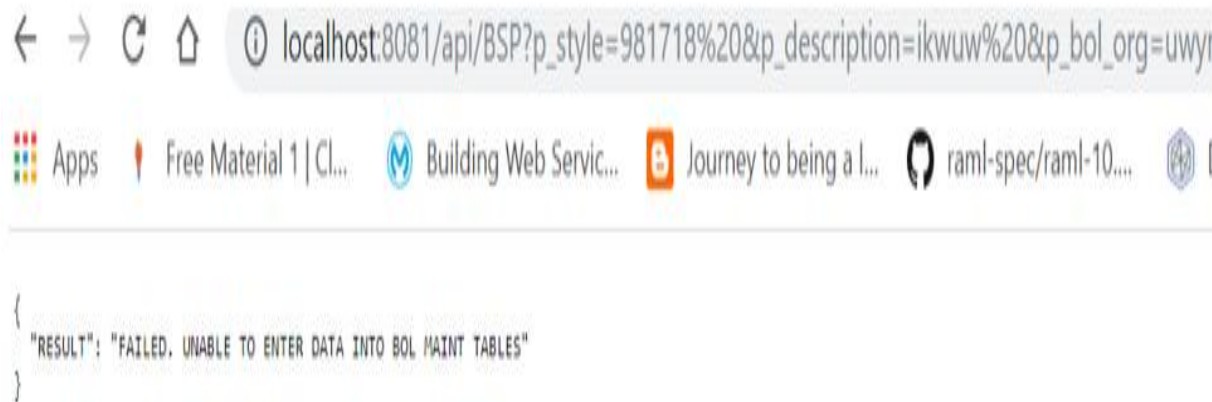 localhost:8081/api/BSP?p_style=981718%20&p_description=ikwuw%20&p_bol_org=uwyr
Apps Free Material 1 | Cl... Building Web Servic... Journey to being a I... raml-spec/raml-10....
{
"RESULT": "FAILED. UNABLE TO ENTER DATA INTO BOL MAINT TABLES"
}